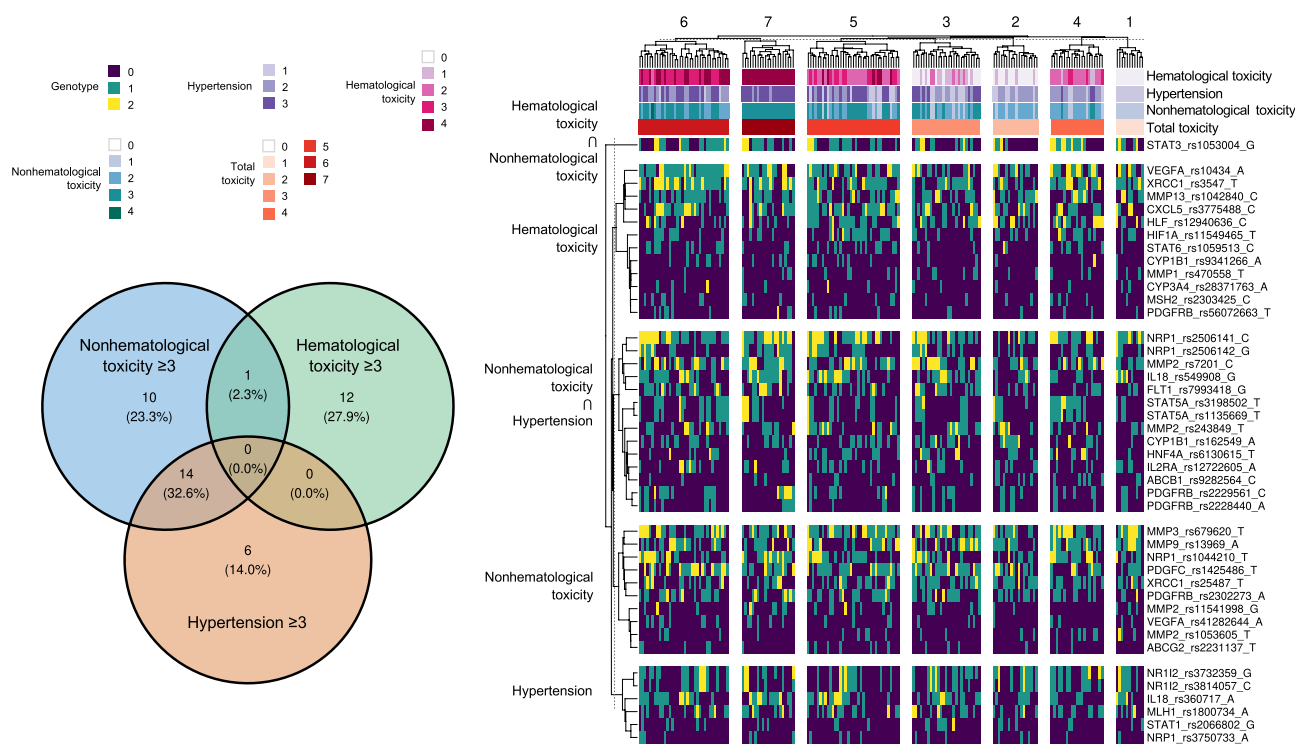 Genotype
0
1
2
Hypertension
1
2
3
Hematological
toxicity
0
1
2
3
4
Nonhematological
toxicity
0
1
2
3
4
Total
toxicity
0
1
2
3
4
5
6
7
Nonhematological
toxicity ≥3
10
(23.3%)
Hematological
toxicity ≥3
12
(27.9%)
1
(2.3%)
0
(0.0%)
14
(32.6%)
0
(0.0%)
6
(14.0%)
Hypertension ≥3
6 7 5 3 2 4 1
Hematological toxicity
Hypertension
Nonhematological toxicity
Total toxicity
Hematological
toxicity
∩
Nonhematological
toxicity
STAT3_rs1053004_G
Hematological
toxicity
VEGFA_rs10434_A
XRCC1_rs3547_T
MMP13_rs1042840_C
CXCL5_rs3775488_C
HLF_rs12940636_C
HIF1A_rs11549465_T
STAT6_rs1059513_C
CYP1B1_rs9341266_A
MMP1_rs470558_T
CYP3A4_rs28371763_A
MSH2_rs2303425_C
PDGFRB_rs56072663_T
Nonhematological
toxicity
∩
Hypertension
NRP1_rs2506141_C
NRP1_rs2506142_G
MMP2_rs7201_C
IL18_rs549908_G
FLT1_rs7993418_G
STAT5A_rs3198502_T
STAT5A_rs1135669_T
MMP2_rs243849_T
CYP1B1_rs162549_A
HNF4A_rs6130615_T
IL2RA_rs12722605_A
ABCB1_rs9282564_C
PDGFRB_rs2229561_C
PDGFRB_rs2228440_A
Nonhematological
toxicity
MMP3_rs679620_T
MMP9_rs13969_A
NRP1_rs1044210_T
PDGFC_rs1425486_T
XRCC1_rs25487_T
PDGFRB_rs2302273_A
MMP2_rs11541998_G
VEGFA_rs41282644_A
MMP2_rs1053605_T
ABCG2_rs2231137_T
Hypertension
NR1I2_rs3732359_G
NR1I2_rs3814057_C
IL18_rs360717_A
MLH1_rs1800734_A
STAT1_rs2066802_G
NRP1_rs3750733_A